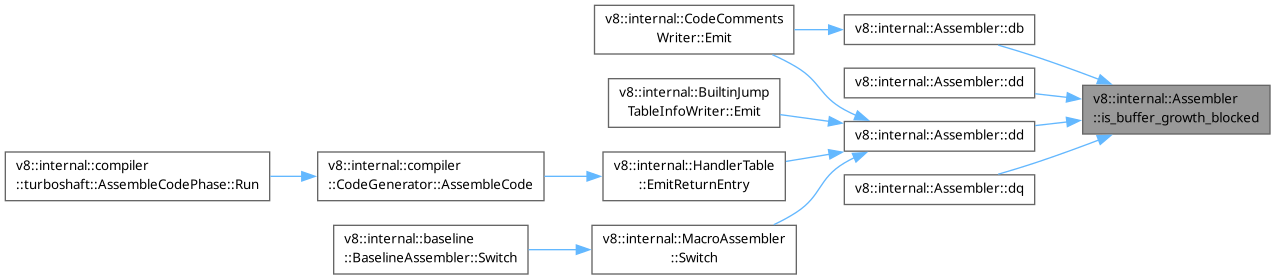 v8::internal::CodeComments
Writer::Emit
v8::internal::Assembler::db
v8::internal::BuiltinJump
TableInfoWriter::Emit
v8::internal::Assembler::dd
v8::internal::Assembler
::is_buffer_growth_blocked
v8::internal::Assembler::dd
v8::internal::compiler
::turboshaft::AssembleCodePhase::Run
v8::internal::compiler
::CodeGenerator::AssembleCode
v8::internal::HandlerTable
::EmitReturnEntry
v8::internal::Assembler::dq
v8::internal::baseline
::BaselineAssembler::Switch
v8::internal::MacroAssembler
::Switch